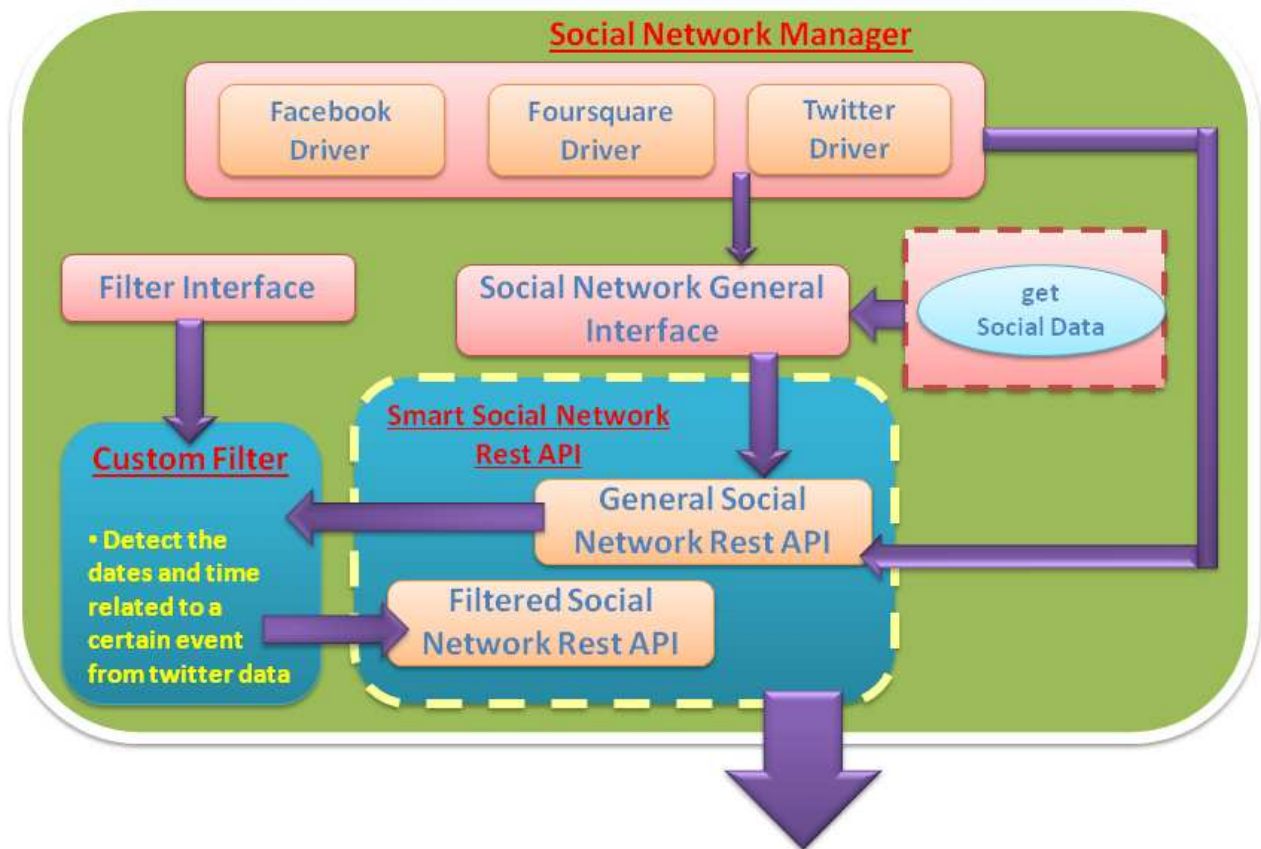 Social Network Manager
Facebook
Driver
Foursquare
Driver
Twitter
Driver
Filter Interface
Social Network General
Interface
get
Social Data
Smart Social Network
Rest API
Custom Filter
General Social
Network Rest API
• Detect the
dates and time
related to a
certain event
from twitter data
Filtered Social
Network Rest API